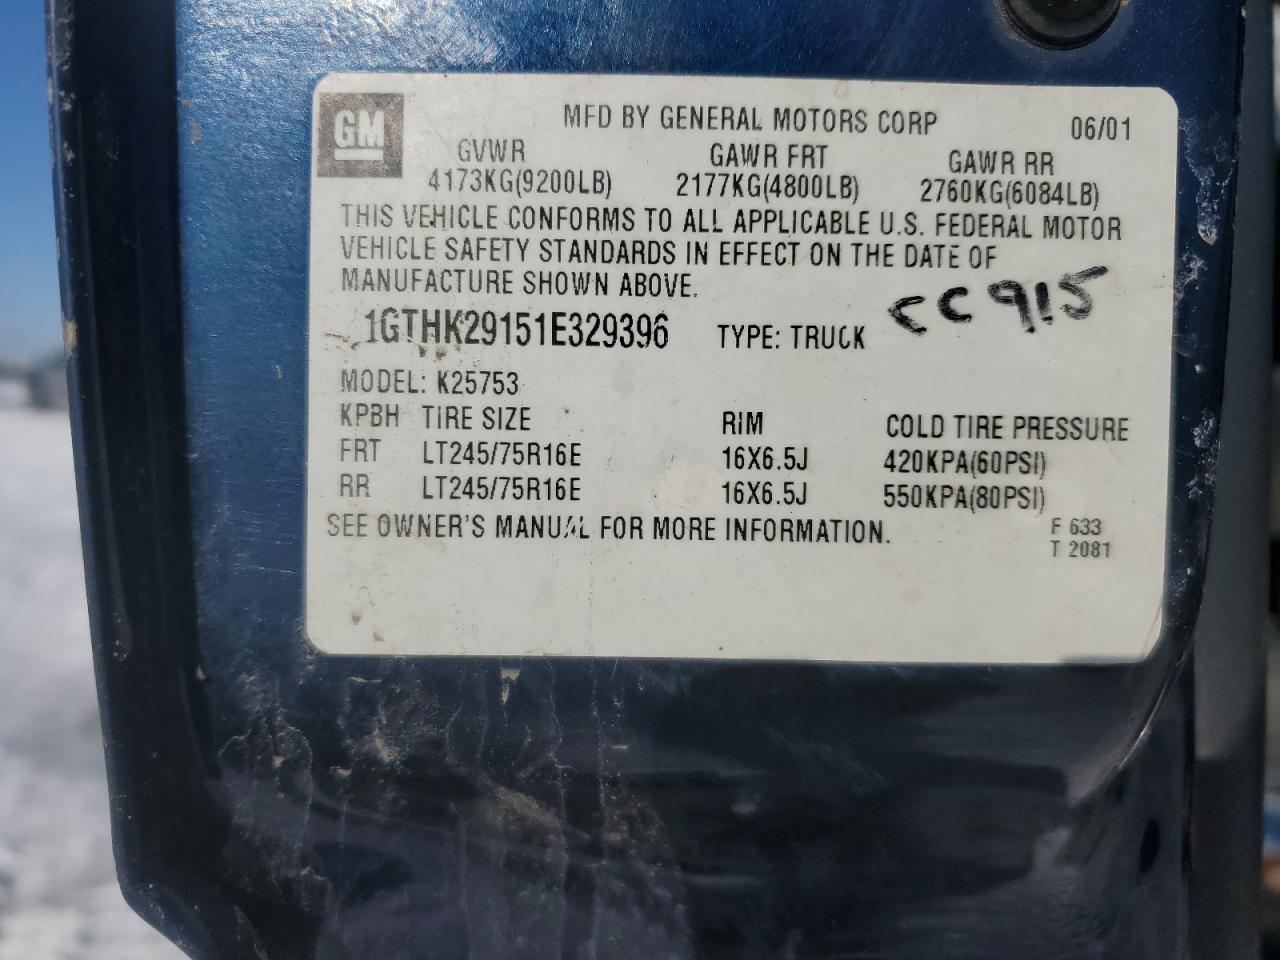 GM
MFD BY GENERAL MOTORS CORP 06/01
GVWR GAWR FRT GAWR RR
4173KG(9200LB) 2177KG(4800LB) 2760KG(6084LB)
THIS VEHICLE CONFORMS TO ALL APPLICABLE U.S. FEDERAL MOTOR
VEHICLE SAFETY STANDARDS IN EFFECT ON THE DATE OF
MANUFACTURE SHOWN ABOVE.
CC915
1GTHK29151E329396 TYPE: TRUCK
MODEL: K25753
KPBH TIRE SIZE RIM COLD TIRE PRESSURE
FRT LT245/75R16E 16X6.5J 420KPA(60PSI)
RR LT245/75R16E 16X6.5J 550KPA(80PSI)
SEE OWNER'S MANUAL FOR MORE INFORMATION.
F 633
T 2081